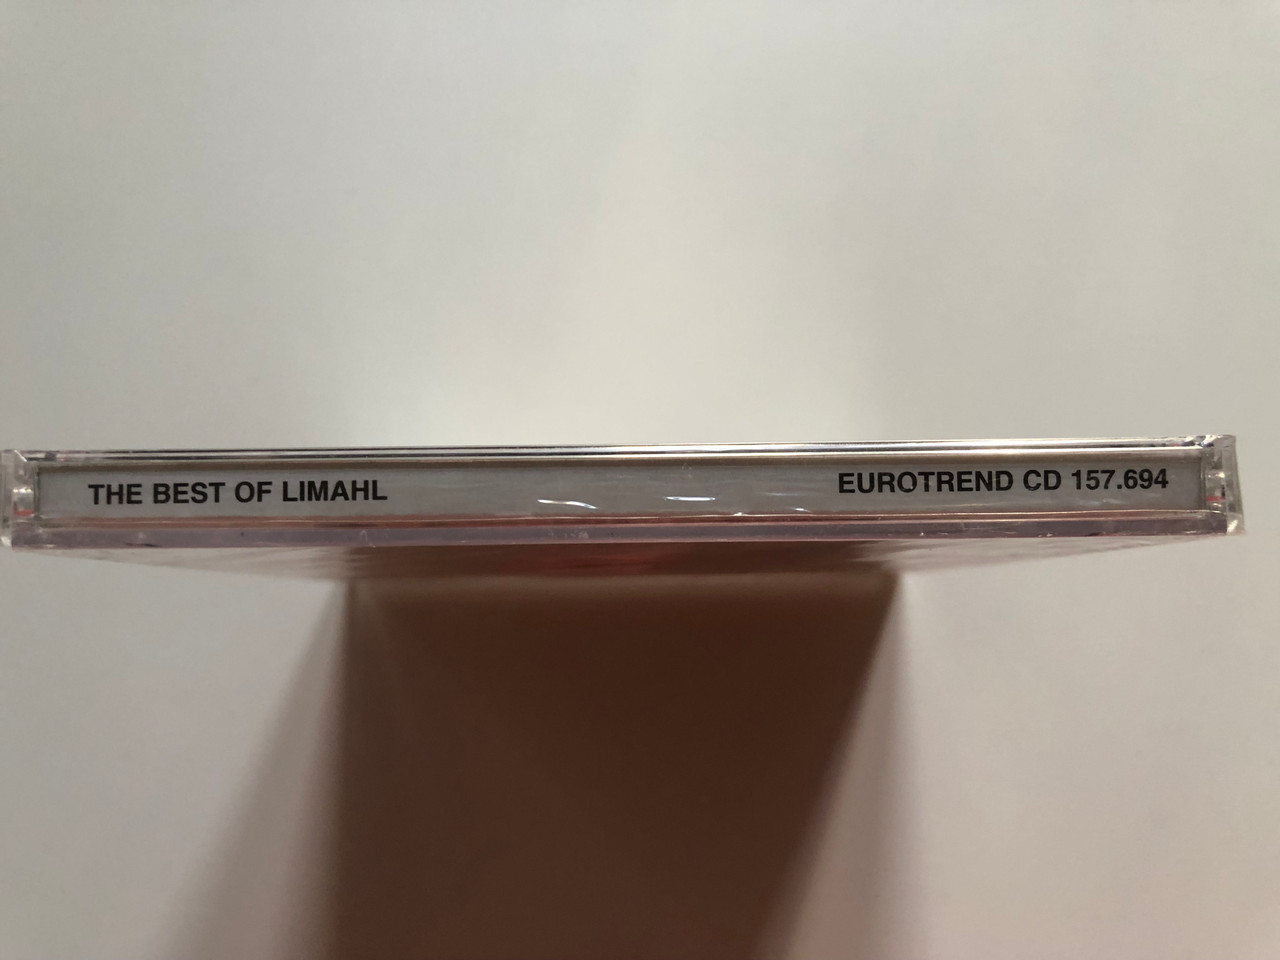 THE BEST OF LIMAHL
EUROTREND CD 157.694